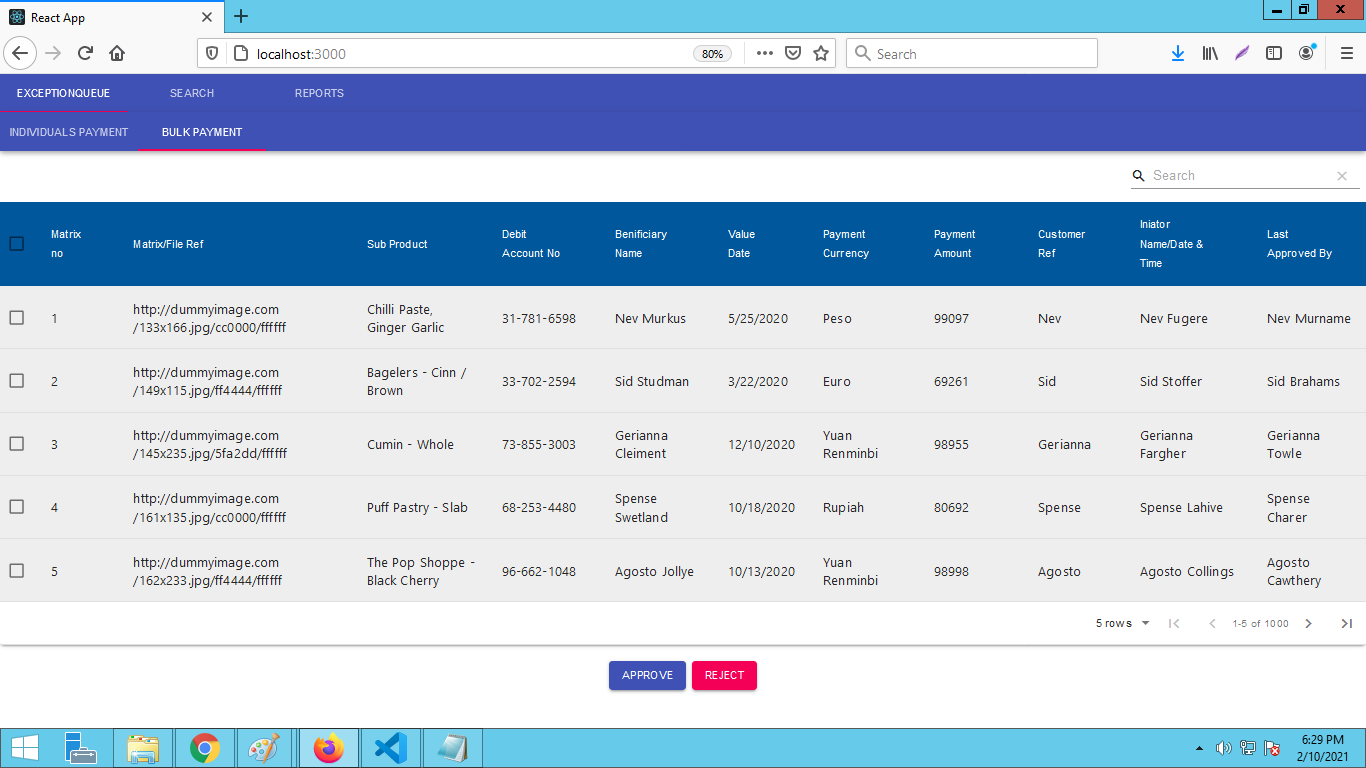 React App
localhost:3000
80%
Search
EXCEPTIONQUEUE SEARCH REPORTS
INDIVIDUALS PAYMENT BULK PAYMENT
Search
Matrix no
Matrix/File Ref
Sub Product
Debit Account No
Benificiary Name
Value Date
Payment Currency
Payment Amount
Customer Ref
Iniator Name/Date & Time
Last Approved By
1 http://dummyimage.com/133x166.jpg/cc0000/ffffff Chilli Paste, Ginger Garlic 31-781-6598 Nev Murkus 5/25/2020 Peso 99097 Nev Nev Fugere Nev Murname
2 http://dummyimage.com/149x115.jpg/ff4444/ffffff Bagelers - Cinn / Brown 33-702-2594 Sid Studman 3/22/2020 Euro 69261 Sid Sid Stoffer Sid Brahams
3 http://dummyimage.com/145x235.jpg/5fa2dd/ffffff Cumin - Whole 73-855-3003 Gerianna Cleiment 12/10/2020 Yuan Renminbi 98955 Gerianna Gerianna Fargher Gerianna Towle
4 http://dummyimage.com/161x135.jpg/cc0000/ffffff Puff Pastry - Slab 68-253-4480 Spense Swetland 10/18/2020 Rupiah 80692 Spense Spense Lahive Spense Charer
5 http://dummyimage.com/162x233.jpg/ff4444/ffffff The Pop Shoppe - Black Cherry 96-662-1048 Agosto Jollye 10/13/2020 Yuan Renminbi 98998 Agosto Agosto Collings Agosto Cawthery
5 rows 1-5 of 1000
APPROVE REJECT
6:29 PM
2/10/2021